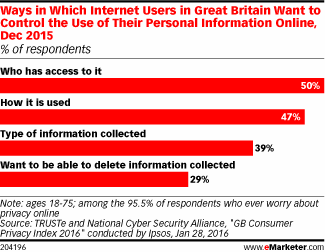 Ways in Which Internet Users in Great Britain Want to
Control the Use of Their Personal Information Online,
Dec 2015
% of respondents
Who has access to it
50%
How it is used
47%
Type of information collected
39%
Want to be able to delete information collected
29%
Note: ages 18-75; among the 95.5% of respondents who ever worry about
privacy online
Source: TRUSTe and National Cyber Security Alliance, "GB Consumer
Privacy Index 2016" conducted by Ipsos, Jan 28, 2016
204196
www.eMarketer.com